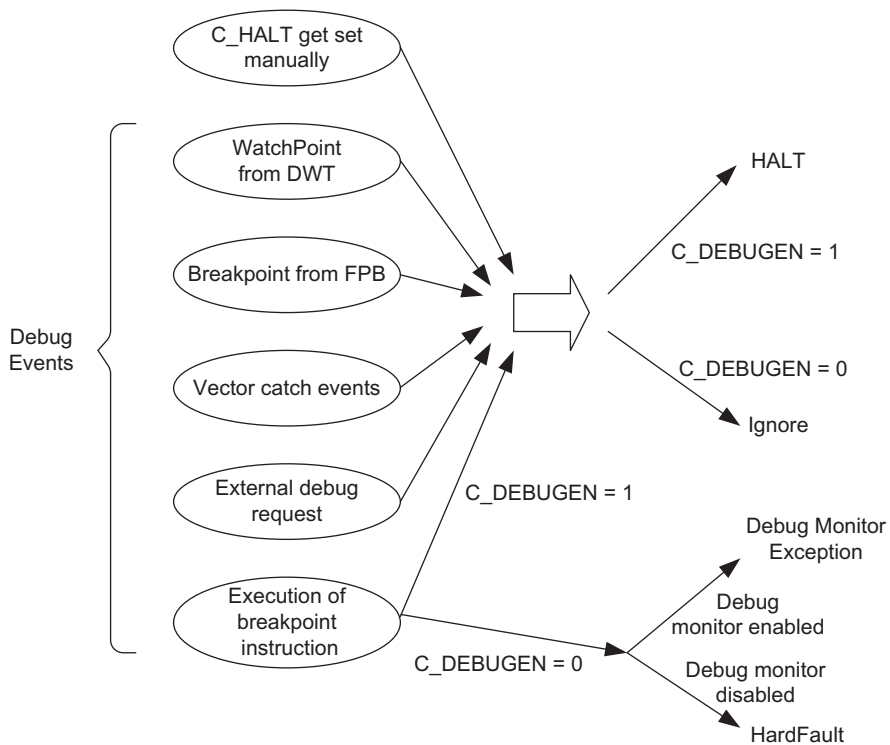 C_HALT get set
manually
WatchPoint
from DWT
HALT
C_DEBUGEN = 1
Breakpoint from FPB
Debug
Events
C_DEBUGEN = 0
Vector catch events
Ignore
External debug
request
C_DEBUGEN = 1
Debug Monitor
Exception
Execution of
breakpoint
instruction
Debug
monitor enabled
C_DEBUGEN = 0
Debug monitor
disabled
HardFault